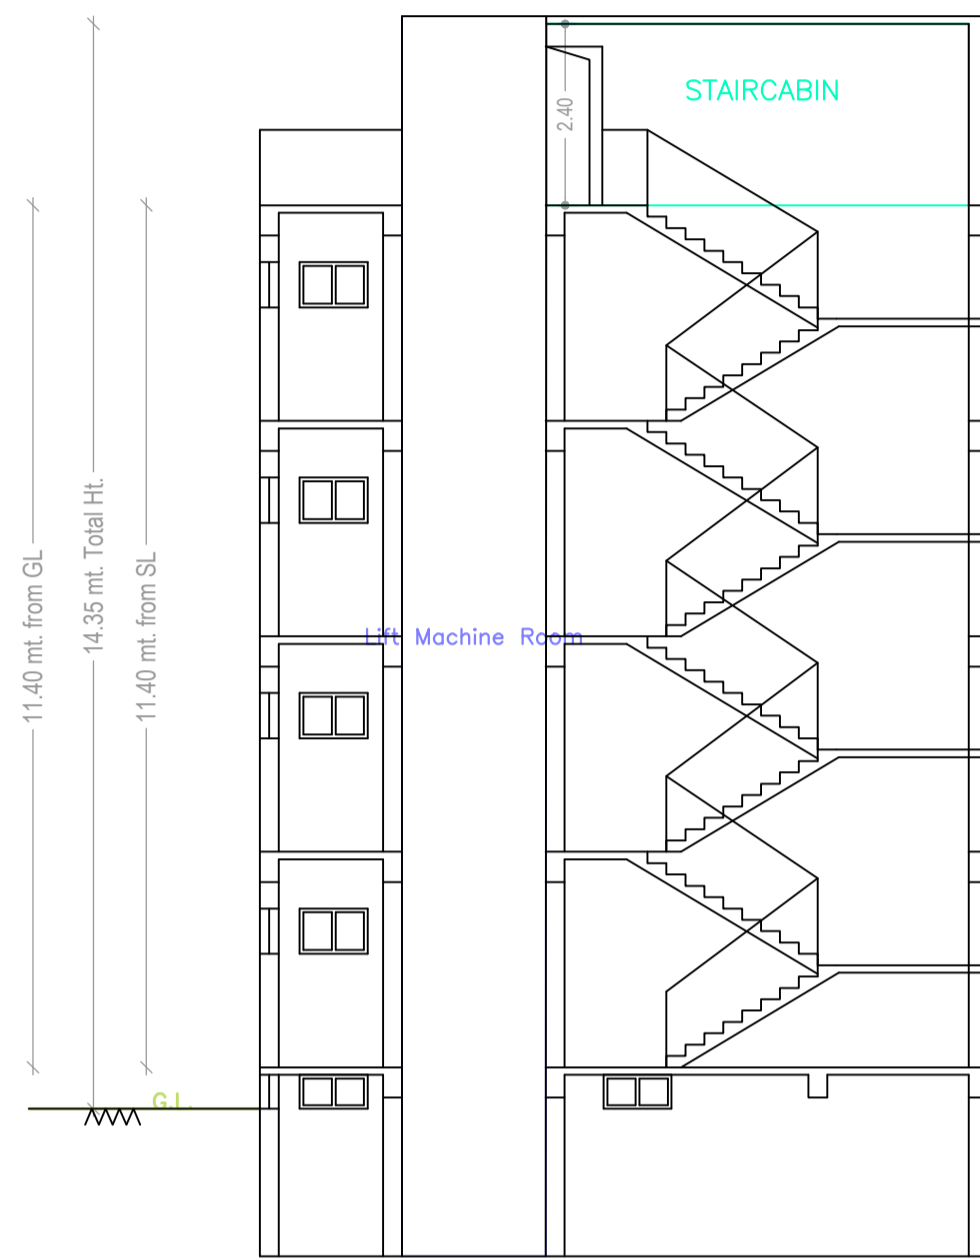 STAIRCABIN
2.40
11.40 mt. from GL
14.35 mt. Total Ht.
11.40 mt. from SL
Lift Machine Room
G.L.